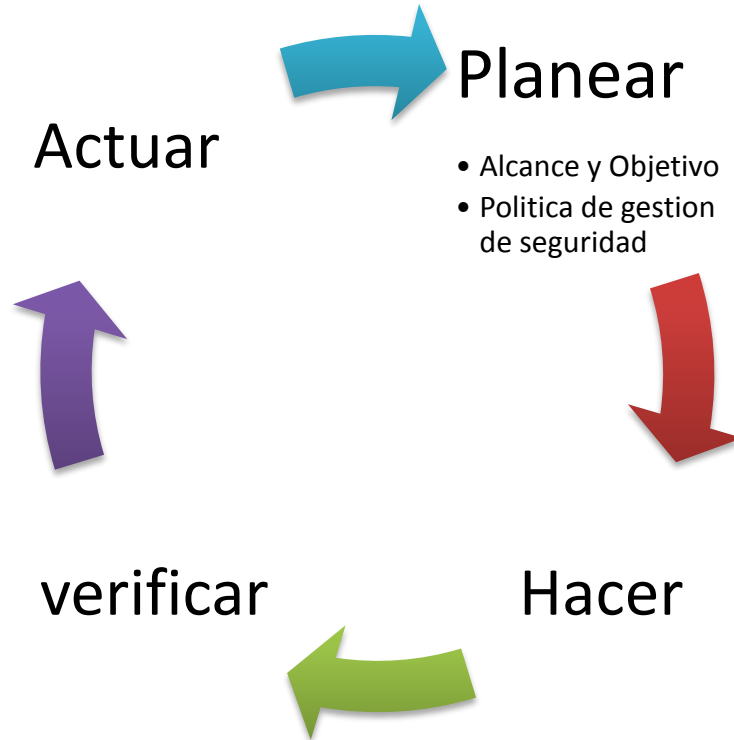 Planear
Actuar
• Alcance y Objetivo
• Politica de gestion
de seguridad
verificar
Hacer